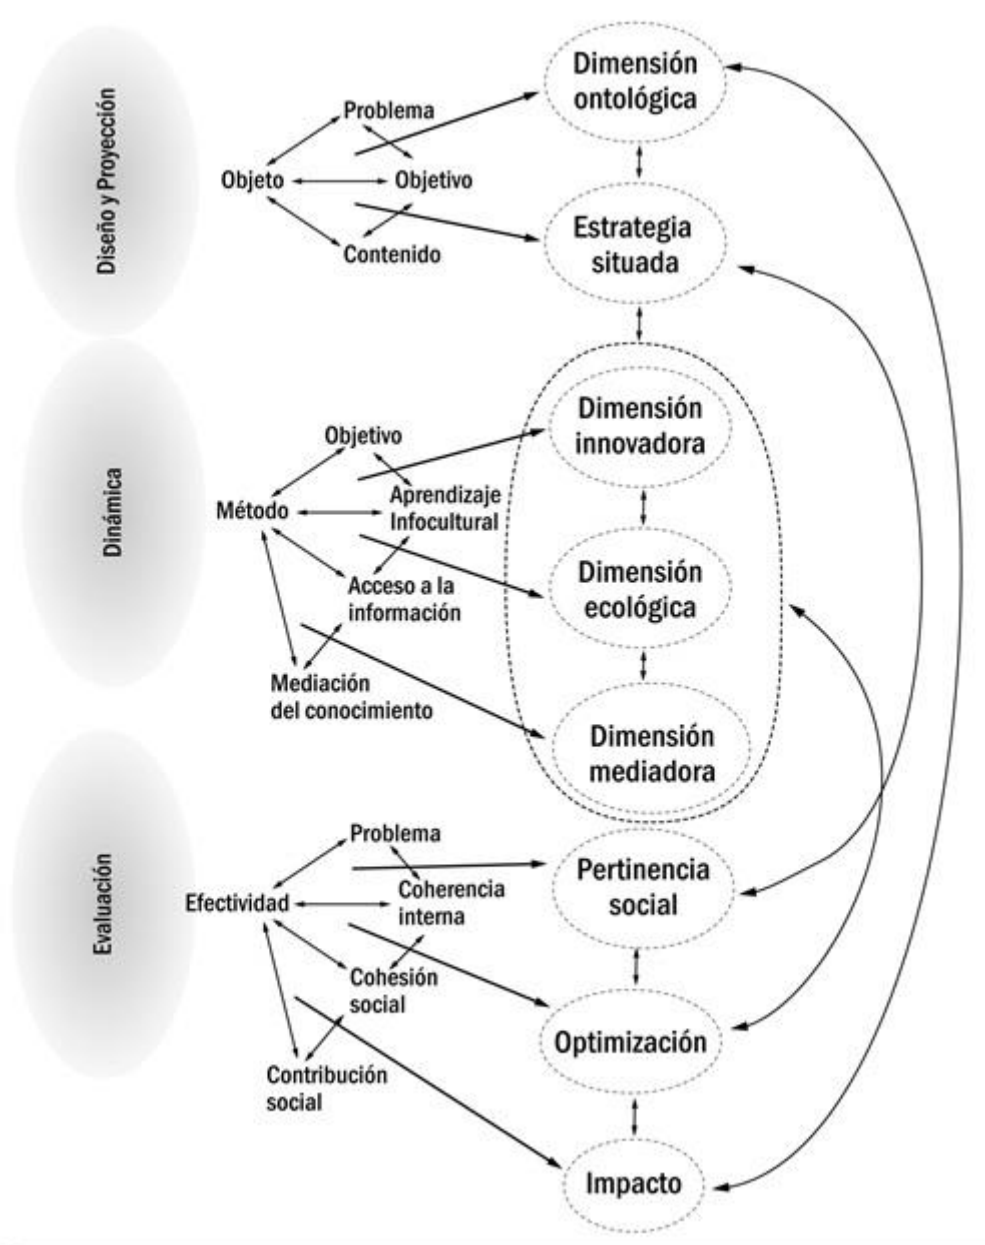 Diseño y Proyección
Problema
Objeto
Objetivo
Contenido
Dimensión
ontológica
Estrategia
situada
Dinámica
Objetivo
Método
Aprendizaje
Infocultural
Acceso a la
información
Mediación
del conocimiento
Dimensión
innovadora
Dimensión
ecológica
Dimensión
mediadora
Evaluación
Problema
Efectividad
Coherencia
interna
Cohesión
social
Contribución
social
Pertinencia
social
Optimización
Impacto